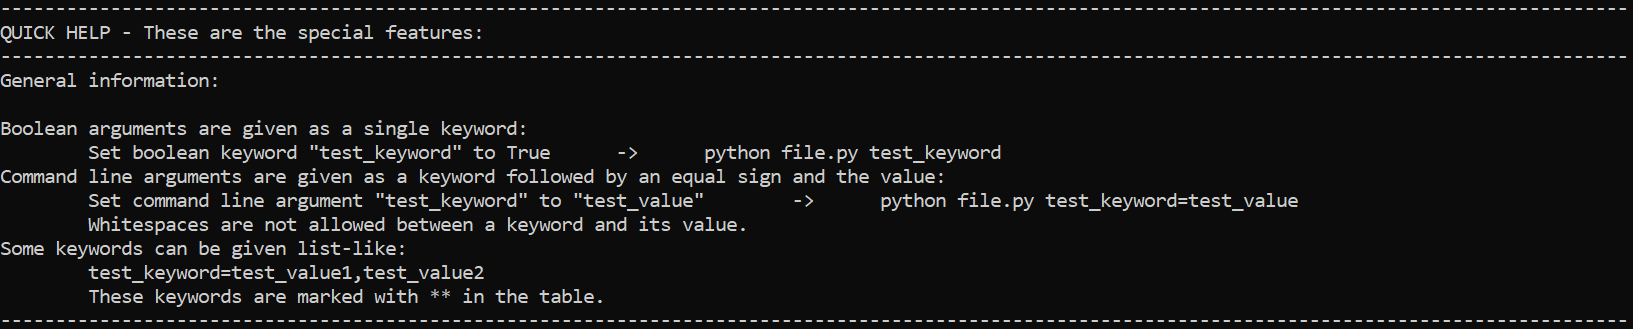 ----------------------------------------------------------------------------------------------------------------------------------------------------
QUICK HELP - These are the special features:
----------------------------------------------------------------------------------------------------------------------------------------------------
General information:

Boolean arguments are given as a single keyword:
        Set boolean keyword "test_keyword" to True      ->      python file.py test_keyword
Command line arguments are given as a keyword followed by an equal sign and the value:
        Set command line argument "test_keyword" to "test_value"        ->      python file.py test_keyword=test_value
        Whitespaces are not allowed between a keyword and its value.
Some keywords can be given list-like:
        test_keyword=test_value1,test_value2
        These keywords are marked with ** in the table.
----------------------------------------------------------------------------------------------------------------------------------------------------